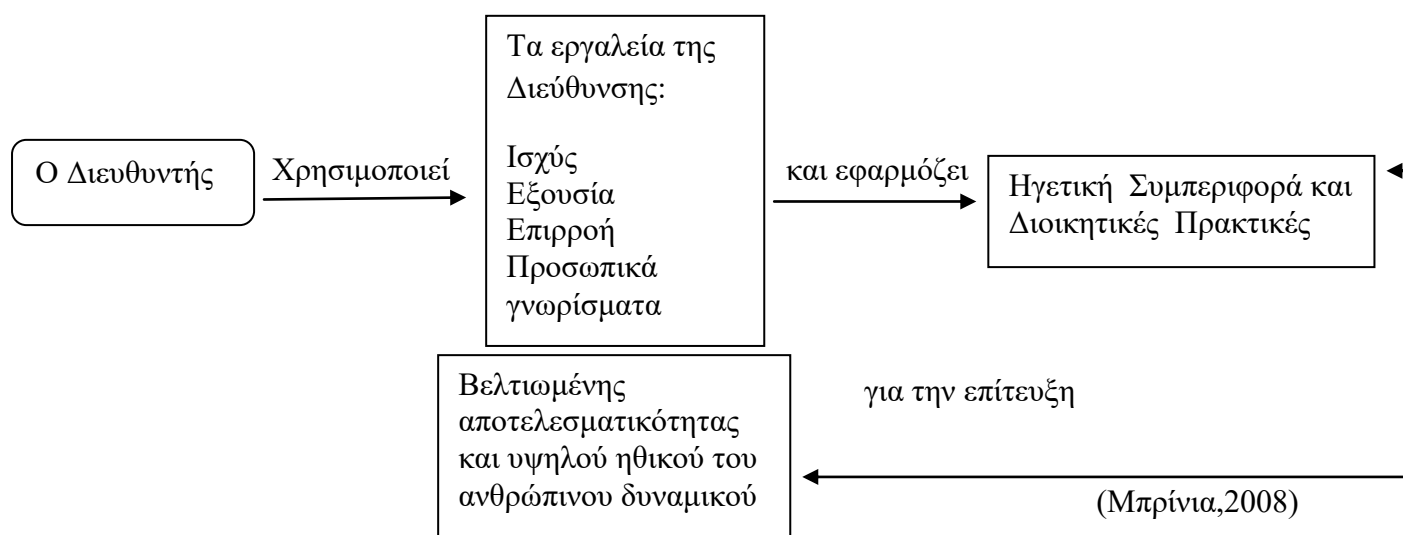 Ο Διευθυντής
Χρησιμοποιεί
Τα εργαλεία της
Διεύθυνσης:
Ισχύς
Εξουσία
Επιρροή
Προσωπικά
γνωρίσματα
και εφαρμόζει
Ηγετική Συμπεριφορά και
Διοικητικές Πρακτικές
για την επίτευξη
Βελτιωμένης
αποτελεσματικότητας
και υψηλού ηθικού του
ανθρώπινου δυναμικού
(Μπρίνια,2008)